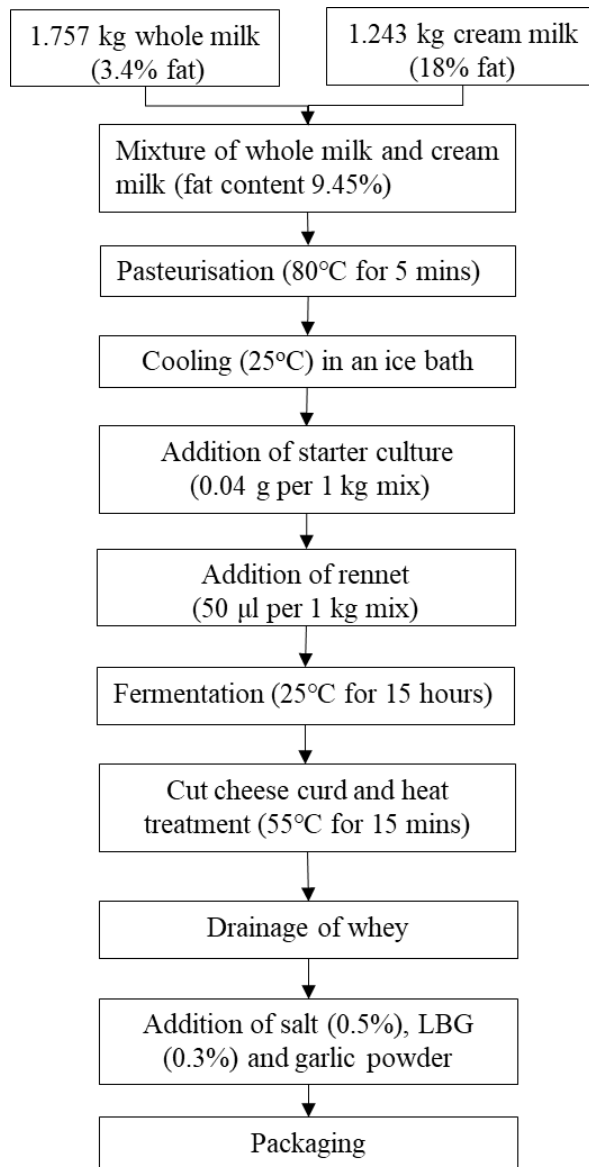 1.757 kg whole milk
(3.4% fat)
1.243 kg cream milk
(18% fat)
Mixture of whole milk and cream
milk (fat content 9.45%)
Pasteurisation (80°C for 5 mins)
Cooling (25°C) in an ice bath
Addition of starter culture
(0.04 g per 1 kg mix)
Addition of rennet
(50 μl per 1 kg mix)
Fermentation (25°C for 15 hours)
Cut cheese curd and heat
treatment (55°C for 15 mins)
Drainage of whey
Addition of salt (0.5%), LBG
(0.3%) and garlic powder
Packaging